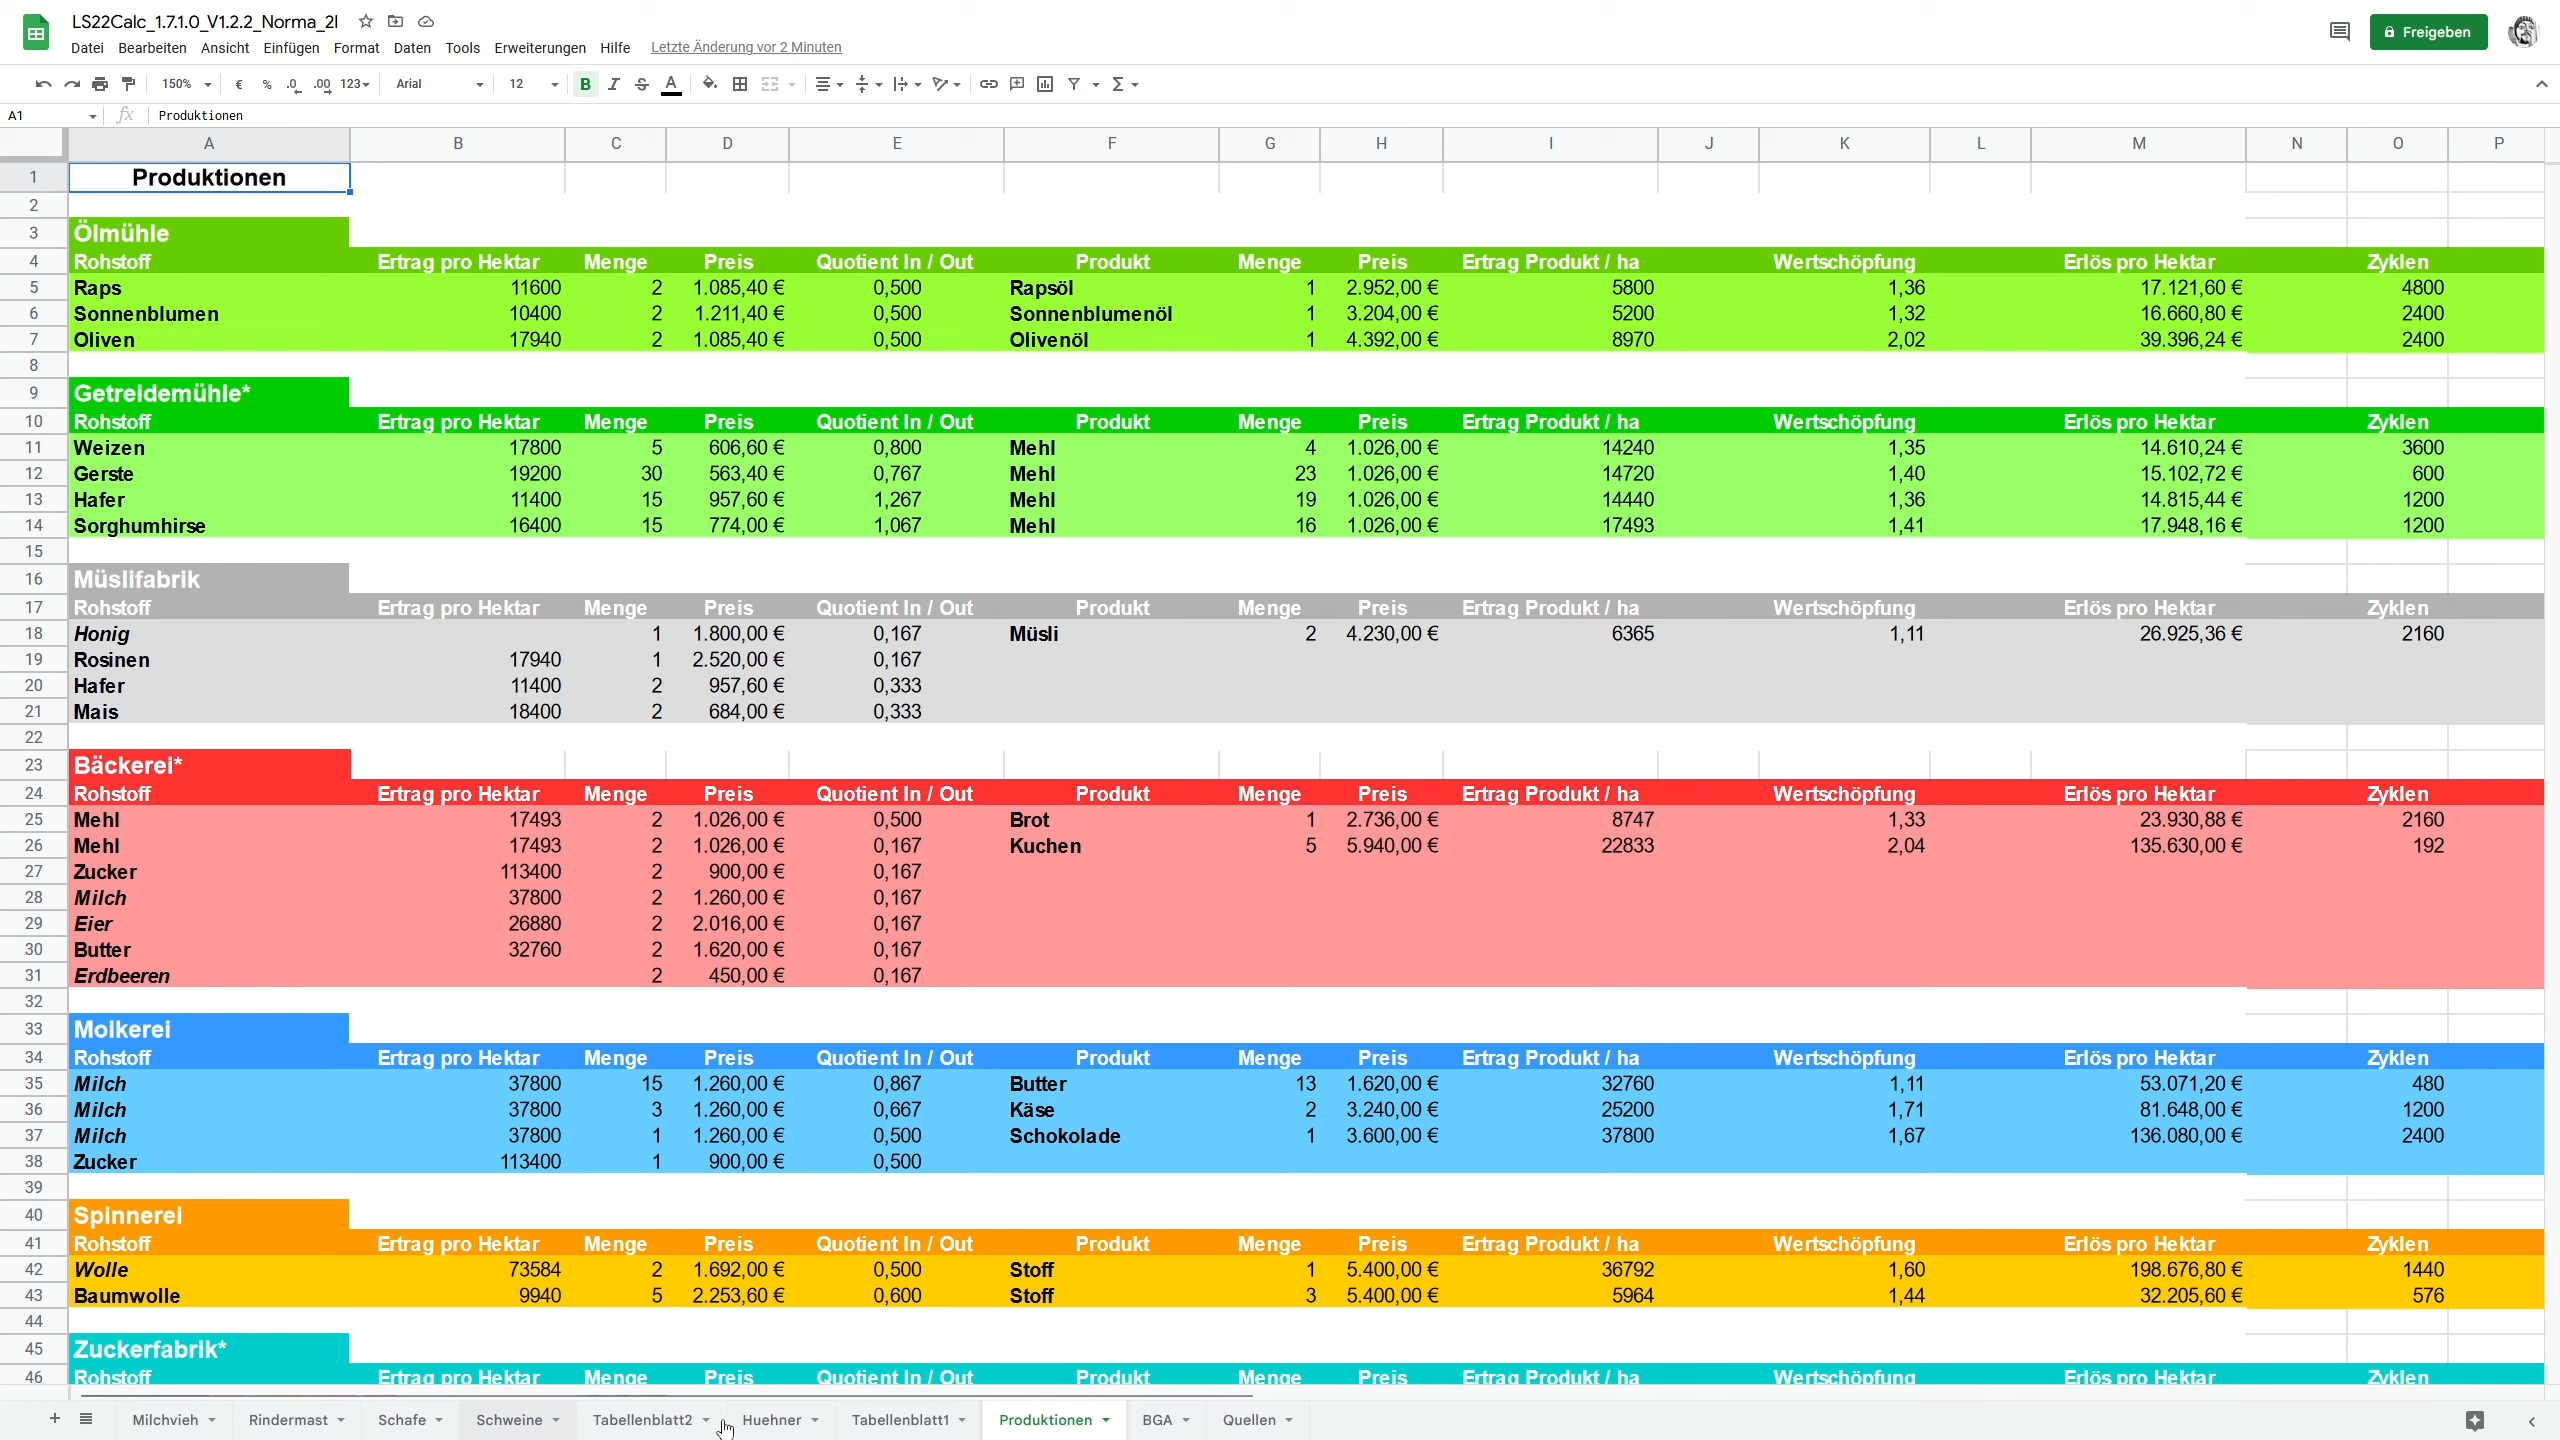 LS22Calc_1.7.1.0_V1.2.2_Norma_2l
Datei Bearbeiten Ansicht Einfügen Format Daten Tools Erweiterungen Hilfe Letzte Änderung vor 2 Minuten
Freigeben
150% € % .0 .00 123 Arial 12 B I S A Σ
A1 fx Produktionen
A B C D E F G H I J K L M N O P
1 Produktionen
2
3 Ölmühle
4 Rohstoff Ertrag pro Hektar Menge Preis Quotient In / Out Produkt Menge Preis Ertrag Produkt / ha Wertschöpfung Erlös pro Hektar Zyklen
5 Raps 11600 2 1.085,40 € 0,500 Rapsöl 1 2.952,00 € 5800 1,36 17.121,60 € 4800
6 Sonnenblumen 10400 2 1.211,40 € 0,500 Sonnenblumenöl 1 3.204,00 € 5200 1,32 16.660,80 € 2400
7 Oliven 17940 2 1.085,40 € 0,500 Olivenöl 1 4.392,00 € 8970 2,02 39.396,24 € 2400
8
9 Getreidemühle*
10 Rohstoff Ertrag pro Hektar Menge Preis Quotient In / Out Produkt Menge Preis Ertrag Produkt / ha Wertschöpfung Erlös pro Hektar Zyklen
11 Weizen 17800 5 606,60 € 0,800 Mehl 4 1.026,00 € 14240 1,35 14.610,24 € 3600
12 Gerste 19200 30 563,40 € 0,767 Mehl 23 1.026,00 € 14720 1,40 15.102,72 € 600
13 Hafer 11400 15 957,60 € 1,267 Mehl 19 1.026,00 € 14440 1,36 14.815,44 € 1200
14 Sorghumhirse 16400 15 774,00 € 1,067 Mehl 16 1.026,00 € 17493 1,41 17.948,16 € 1200
15
16 Müslifabrik
17 Rohstoff Ertrag pro Hektar Menge Preis Quotient In / Out Produkt Menge Preis Ertrag Produkt / ha Wertschöpfung Erlös pro Hektar Zyklen
18 Honig 1 1.800,00 € 0,167 Müsli 2 4.230,00 € 6365 1,11 26.925,36 € 2160
19 Rosinen 17940 1 2.520,00 € 0,167
20 Hafer 11400 2 957,60 € 0,333
21 Mais 18400 2 684,00 € 0,333
22
23 Bäckerei*
24 Rohstoff Ertrag pro Hektar Menge Preis Quotient In / Out Produkt Menge Preis Ertrag Produkt / ha Wertschöpfung Erlös pro Hektar Zyklen
25 Mehl 17493 2 1.026,00 € 0,500 Brot 1 2.736,00 € 8747 1,33 23.930,88 € 2160
26 Mehl 17493 2 1.026,00 € 0,167 Kuchen 5 5.940,00 € 22833 2,04 135.630,00 € 192
27 Zucker 113400 2 900,00 € 0,167
28 Milch 37800 2 1.260,00 € 0,167
29 Eier 26880 2 2.016,00 € 0,167
30 Butter 32760 2 1.620,00 € 0,167
31 Erdbeeren 2 450,00 € 0,167
32
33 Molkerei
34 Rohstoff Ertrag pro Hektar Menge Preis Quotient In / Out Produkt Menge Preis Ertrag Produkt / ha Wertschöpfung Erlös pro Hektar Zyklen
35 Milch 37800 15 1.260,00 € 0,867 Butter 13 1.620,00 € 32760 1,11 53.071,20 € 480
36 Milch 37800 3 1.260,00 € 0,667 Käse 2 3.240,00 € 25200 1,71 81.648,00 € 1200
37 Milch 37800 1 1.260,00 € 0,500 Schokolade 1 3.600,00 € 37800 1,67 136.080,00 € 2400
38 Zucker 113400 1 900,00 € 0,500
39
40 Spinnerei
41 Rohstoff Ertrag pro Hektar Menge Preis Quotient In / Out Produkt Menge Preis Ertrag Produkt / ha Wertschöpfung Erlös pro Hektar Zyklen
42 Wolle 73584 2 1.692,00 € 0,500 Stoff 1 5.400,00 € 36792 1,60 198.676,80 € 1440
43 Baumwolle 9940 5 2.253,60 € 0,600 Stoff 3 5.400,00 € 5964 1,44 32.205,60 € 576
44
45 Zuckerfabrik*
46 Rohstoff Ertrag pro Hektar Menge Preis Quotient In / Out Produkt Menge Preis Ertrag Produkt / ha Wertschöpfung Erlös pro Hektar Zyklen
Milchvieh Rindermast Schafe Schweine Tabellenblatt2 Huehner Tabellenblatt1 Produktionen BGA Quellen